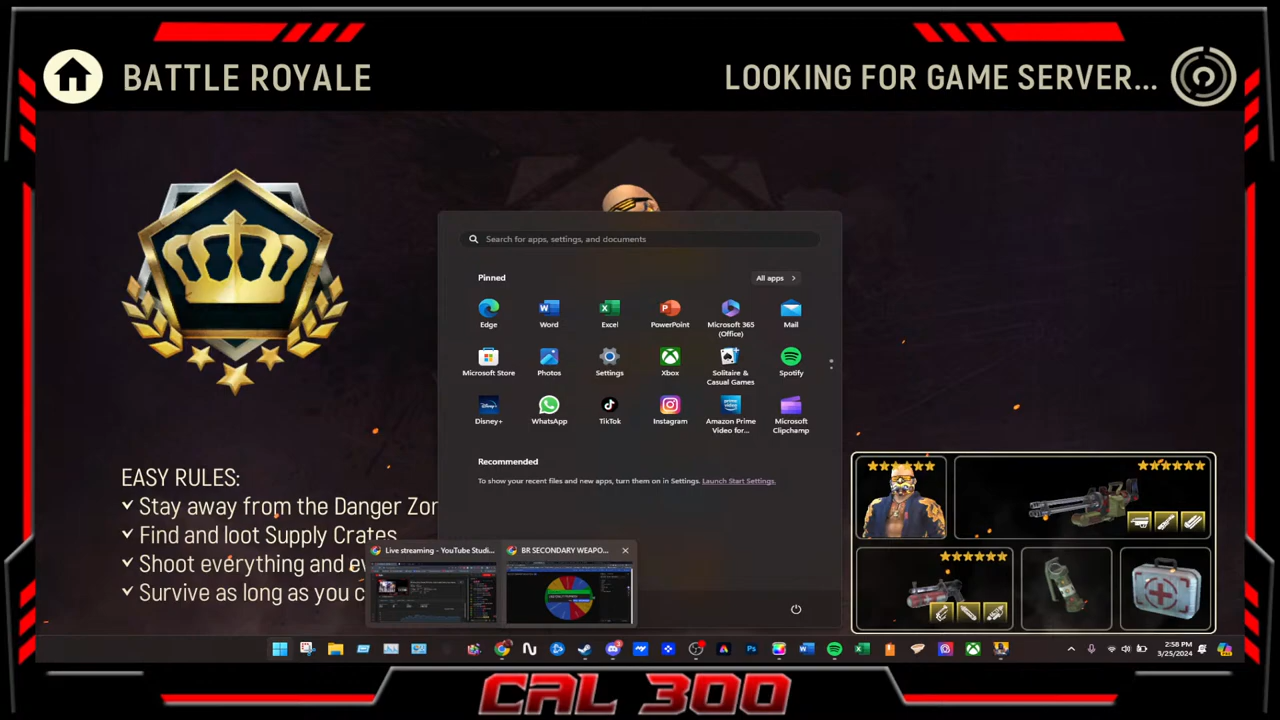 BATTLE ROYALE
LOOKING FOR GAME SERVER...
Search for apps, settings, and documents
Pinned
All apps >
Edge
Word
Excel
PowerPoint
Microsoft 365
(Office)
Mail
Microsoft Store
Photos
Settings
Xbox
Solitaire &
Casual Games
Spotify
Disney+
WhatsApp
TikTok
Instagram
Amazon Prime
Video for...
Microsoft
Clipchamp
Recommended
To show your recent files and new apps, turn them on in Settings. Launch Start Settings.
EASY RULES:
Stay away from the Danger Zon
Find and loot Supply Crates
Shoot everything and ev
Survive as long as you c
Live streaming - YouTube Studi...
BR SECONDARY WEAPO...
2:58 PM
3/25/2024
CAL 300